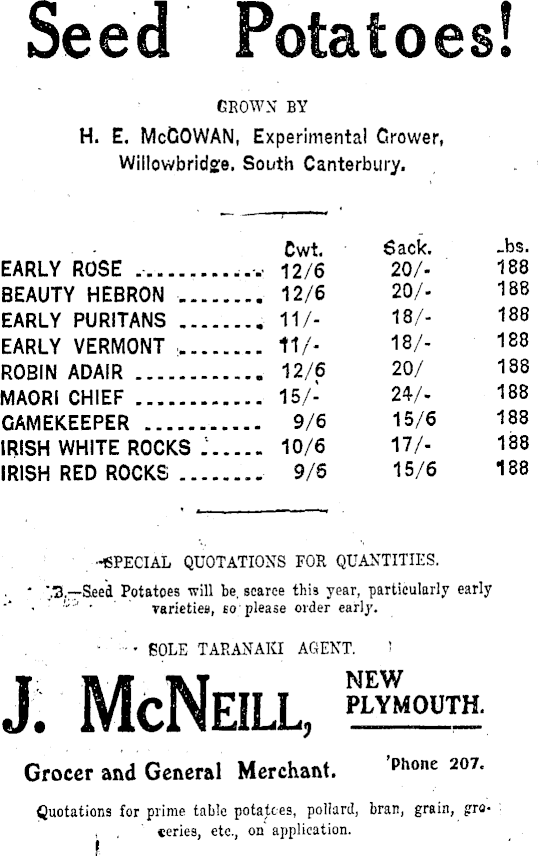 Seed Potatoes!
GROWN BY
H. E. McGOWAN, Experimental Grower,
Willowbridge. South Canterbury.
Cwt. Sack. Lbs.
EARLY ROSE ............ 12/6 20/- 188
BEAUTY HEBRON ........ 12/6 20/- 188
EARLY PURITANS ........ 11/- 18/- 188
EARLY VERMONT ........ 11/- 18/- 188
ROBIN ADAIR ............ 12/6 20/ 188
MAORI CHIEF ............ 15/- 24/- 188
GAMEKEEPER ........... 9/6 15/6 188
IRISH WHITE ROCKS ...... 10/6 17/- 188
IRISH RED ROCKS ........ 9/6 15/6 188
SPECIAL QUOTATIONS FOR QUANTITIES.
B.—Seed Potatoes will be scarce this year, particularly early
varieties, so please order early.
SOLE TARANAKI AGENT.
J. McNEILL, NEW
PLYMOUTH.
Grocer and General Merchant. 'Phone 207.
Quotations for prime table potatoes, pollard, bran, grain, gro-
ceries, etc., on application.